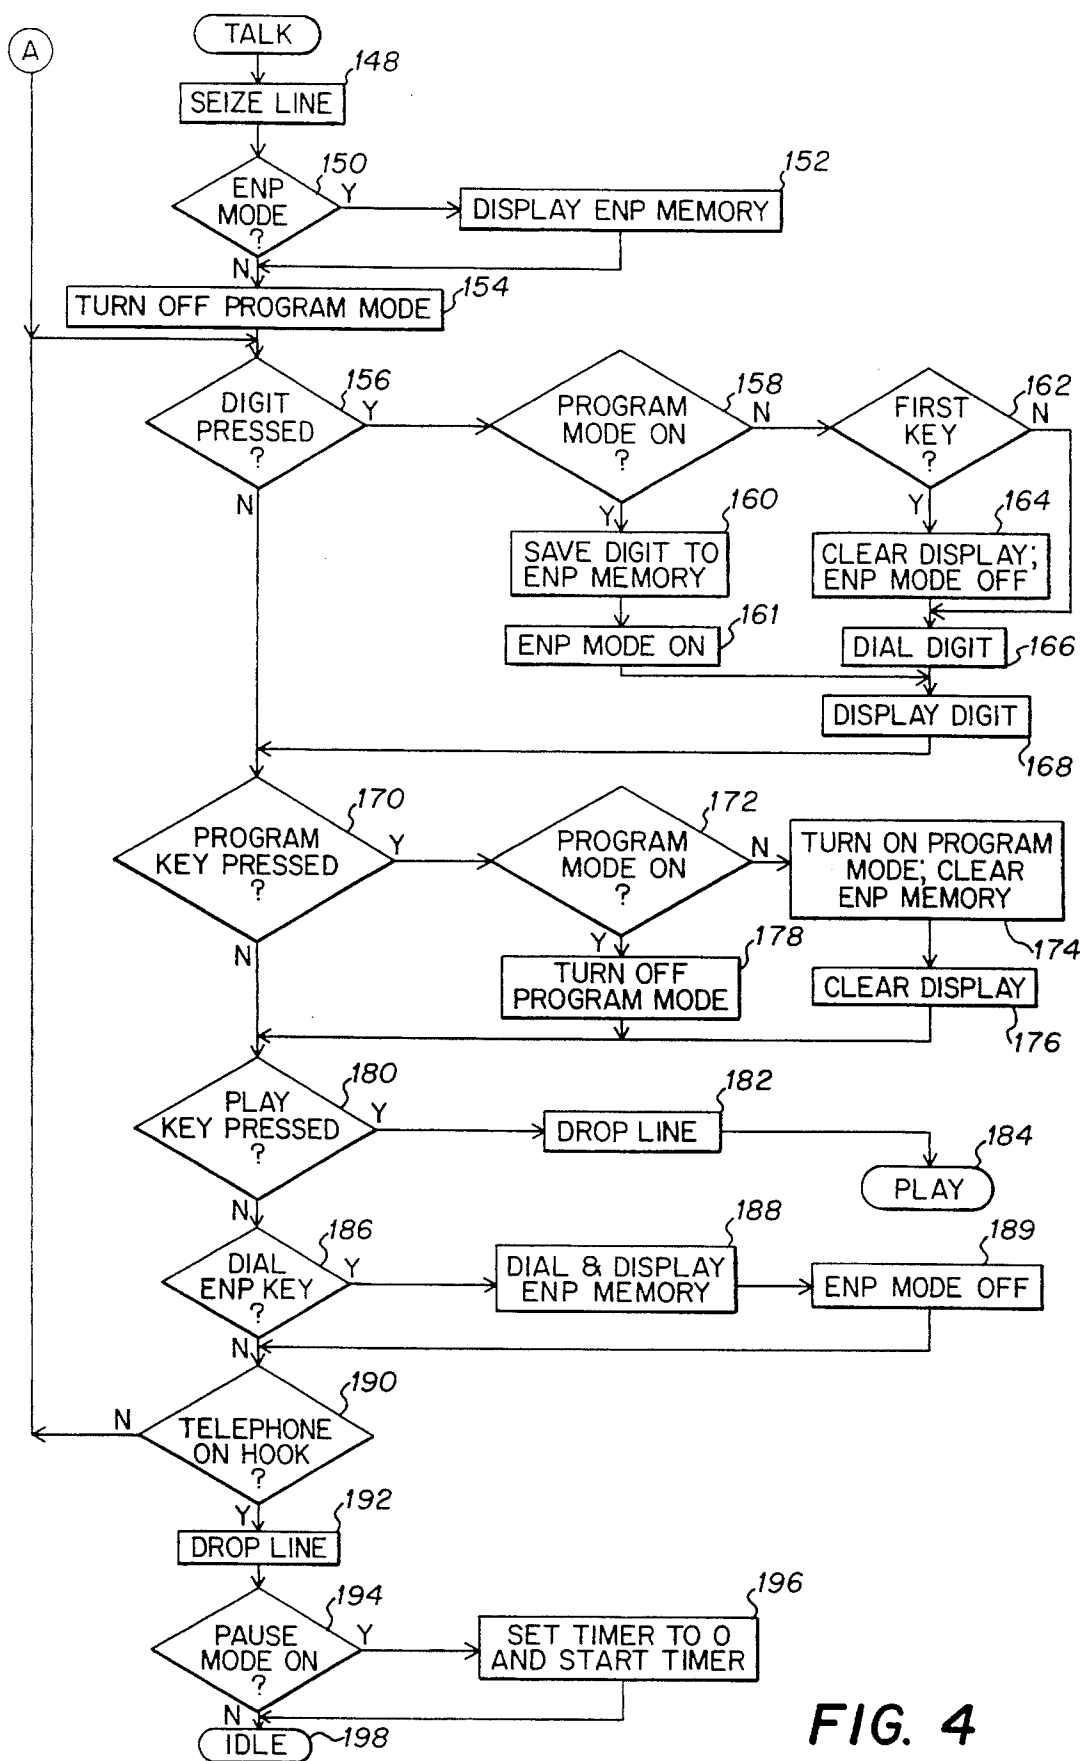 A
TALK
148
SEIZE LINE
150
ENP
MODE
?
Y
N
152
DISPLAY ENP MEMORY
154
TURN OFF PROGRAM MODE
156
DIGIT
PRESSED
?
Y
N
158
PROGRAM
MODE ON
?
N
Y
162
FIRST
KEY
?
N
Y
160
SAVE DIGIT TO
ENP MEMORY
164
CLEAR DISPLAY;
ENP MODE OFF
161
ENP MODE ON
DIAL DIGIT
166
DISPLAY DIGIT
168
170
PROGRAM
KEY PRESSED
?
Y
N
172
PROGRAM
MODE ON
?
N
Y
TURN ON PROGRAM
MODE; CLEAR
ENP MEMORY
174
178
TURN OFF
PROGRAM MODE
CLEAR DISPLAY
176
180
PLAY
KEY PRESSED
?
Y
N
182
DROP LINE
184
PLAY
186
DIAL
ENP KEY
?
Y
N
188
DIAL & DISPLAY
ENP MEMORY
189
ENP MODE OFF
190
TELEPHONE
ON HOOK
?
N
Y
192
DROP LINE
194
PAUSE
MODE ON
?
Y
N
196
SET TIMER TO 0
AND START TIMER
IDLE
198
FIG. 4